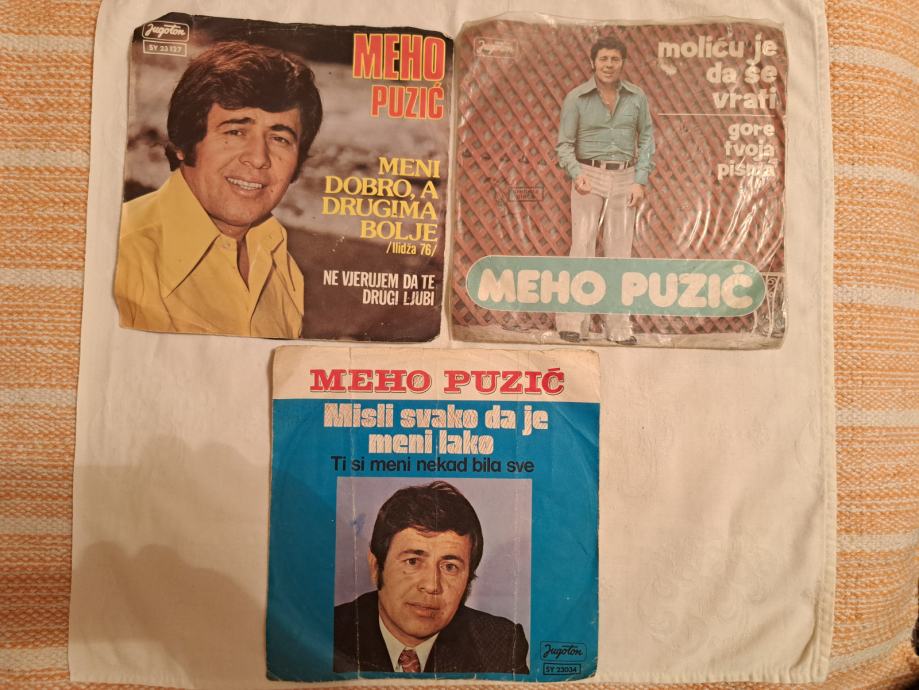 Jugoton
SY 23127
MEHO
PUZIĆ
MENI
DOBRO, A
DRUGIMA
BOLJE
/Ilidža 76/
NE VJERUJEM DA TE
DRUGI LJUBI
Jugoton
moliću je
da se
vrati
gore
tvoja
pisma
MEHO PUZIĆ
MEHO PUZIĆ
Misli svako da je
meni lako
Ti si meni nekad bila sve
Jugoton
SY 23034